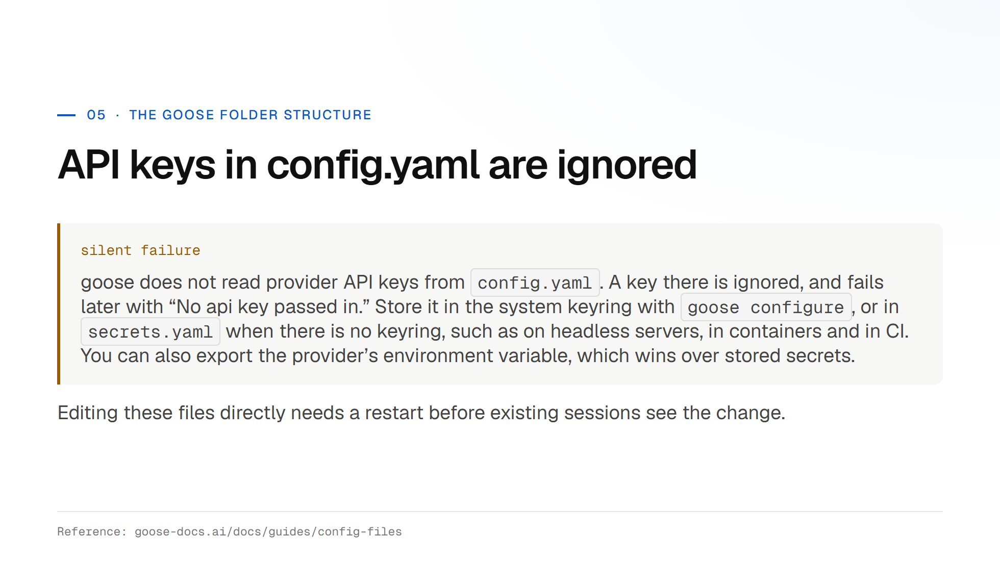 05 · THE GOOSE FOLDER STRUCTURE
API keys in config.yaml are ignored
silent failure
goose does not read provider API keys from config.yaml. A key there is ignored, and fails
later with “No api key passed in.” Store it in the system keyring with goose configure, or in
secrets.yaml when there is no keyring, such as on headless servers, in containers and in CI.
You can also export the provider’s environment variable, which wins over stored secrets.
Editing these files directly needs a restart before existing sessions see the change.
Reference: goose-docs.ai/docs/guides/config-files